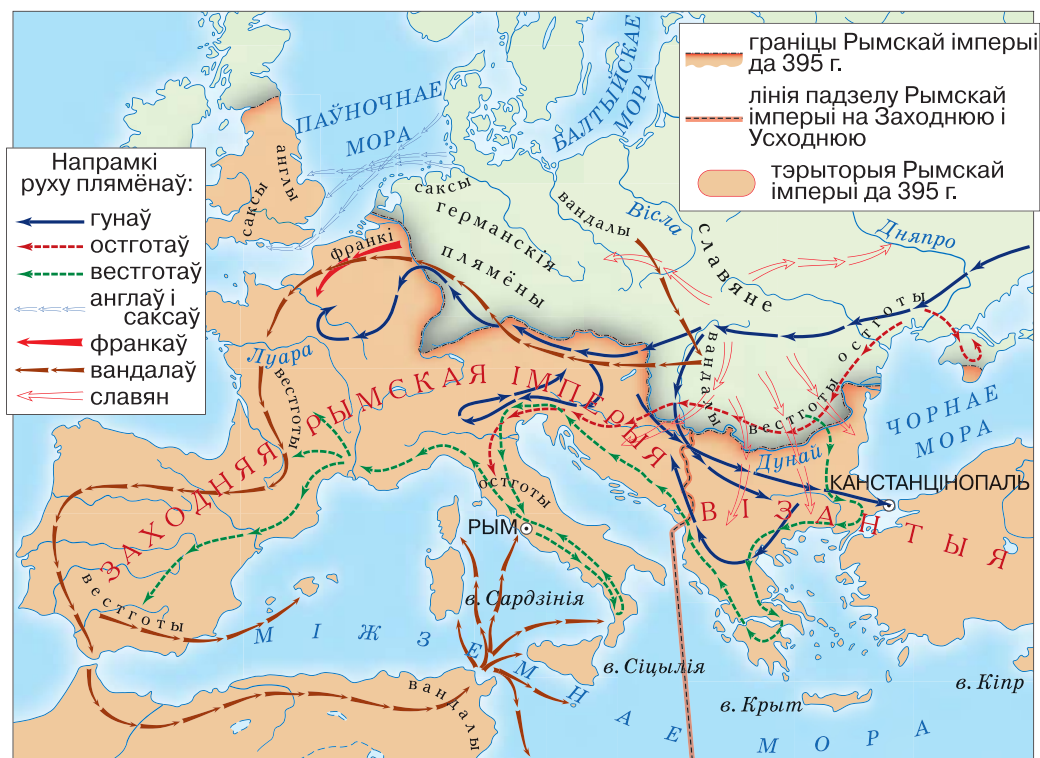 граніцы Рымскай імперыі
да 395 г.
лінія падзелу Рымскай
імперыі на Заходнюю і
Усходнюю
тэрыторыя Рымскай
імперыі да 395 г.
Напрамкі
руху плямёнаў:
гунаў
остготаў
вестготаў
англаў і
саксаў
франкаў
вандалаў
славян
ПАЎНОЧНАЕ
МОРА
БАЛТЫЙСКАЕ
МОРА
англы
саксы
саксы
германскія
плямёны
франкі
вандалы
Вісла
славяне
Дняпро
остготы
вестготы
вандалы
Луара
вестготы
ЗАХОДНЯЯ РЫМСКАЯ ІМПЕРЫЯ
остготы
РЫМ
Дунай
ЧОРНАЕ
МОРА
КАНСТАНЦІНОПАЛЬ
ВІЗАНТЫЯ
вестготы
в. Сардзінія
в. Сіцылія
в. Крыт
в. Кіпр
МІЖЗЕМНАЕ МОРА
вандалы